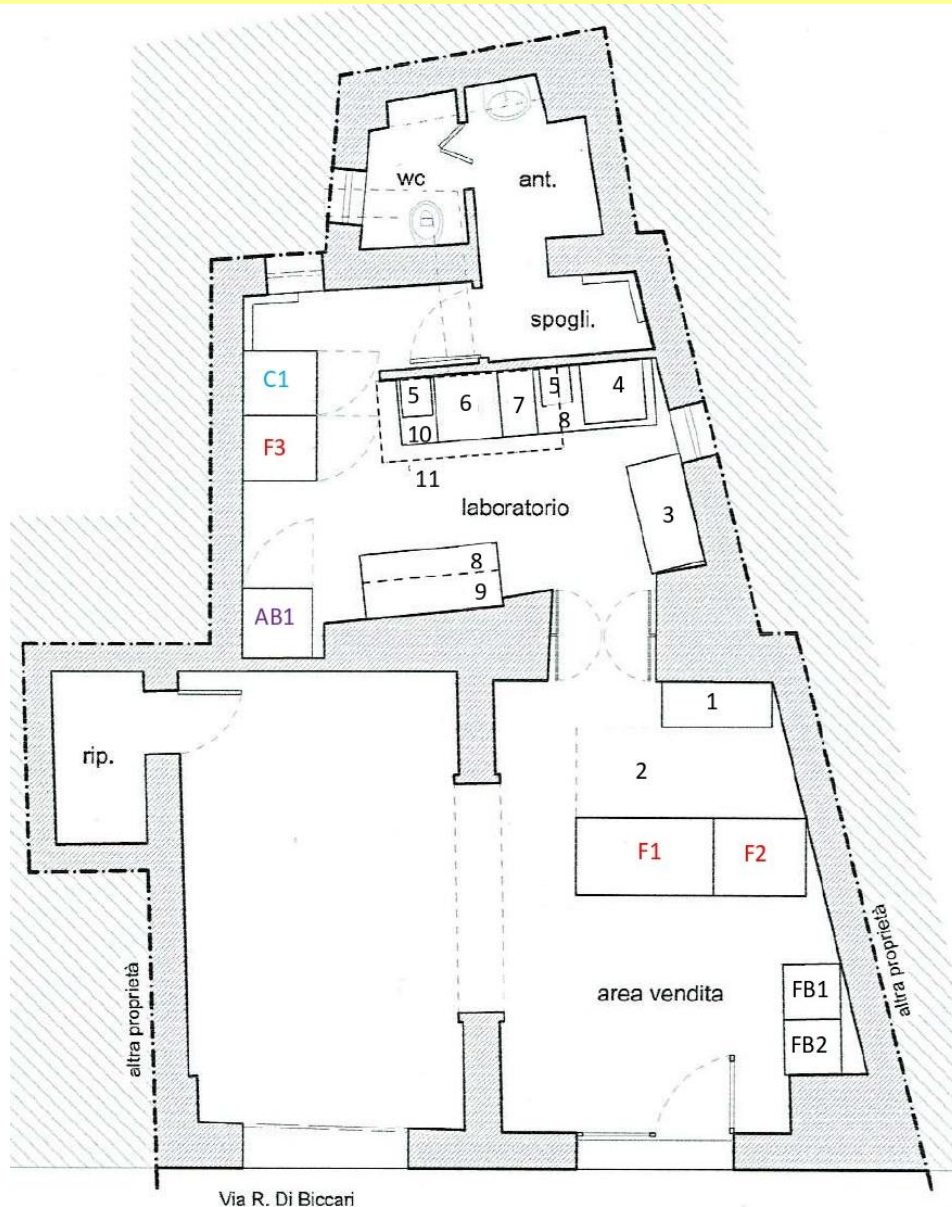 wc
ant.
spogli.
C1
5
6
7
5
4
10
8
F3
11
laboratorio
3
8
9
AB1
1
rip.
2
F1
F2
area vendita
FB1
FB2
altra proprietà
altra proprietà
Via R. Di Biccari